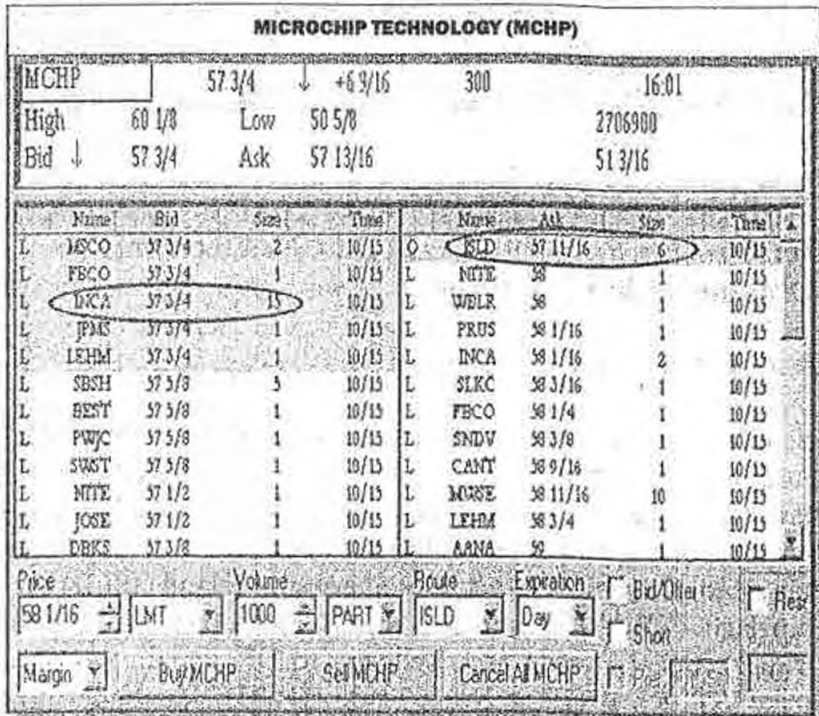 MICROCHIP TECHNOLOGY (MCHP)
MCHP 57 3/4 ↓ +6 9/16 300 16:01
High 60 1/8 Low 50 5/8 2706900
Bid ↓ 57 3/4 Ask 57 13/16 51 3/16
Name Bid Size Time Name Ask Size Time
L MSCO 57 3/4 2 10/15 O ISLD 57 11/16 6 10/15
L FBCO 57 3/4 1 10/15 L NITE 58 1 10/15
L INCA 57 3/4 15 10/15 L WBLR 58 1 10/15
L JPMS 57 3/4 1 10/15 L PRUS 58 1/16 1 10/15
L LEHM 57 3/4 1 10/15 L INCA 58 1/16 2 10/15
L SBSH 57 5/8 10/15 L SLKC 58 3/16 1 10/15
L BEST 57 5/8 1 10/15 L FBCO 58 1/4 1 10/15
L PWJC 57 5/8 1 10/15 L SNDV 58 3/8 1 10/15
L SWST 57 5/8 1 10/15 L CANT 58 9/16 1 10/15
L NITE 57 1/2 1 10/15 L MWSE 58 11/16 10 10/15
L JOSE 57 1/2 1 10/15 L LEHM 58 3/4 1 10/15
L DBKS 57 3/8 1 10/15 L AANA 59 1 10/15
Price Volume Route Expiration Bid/Offer
58 1/16 LMT 1000 PART ISLD Day Short
Margin Buy MCHP Sell MCHP Cancel All MCHP